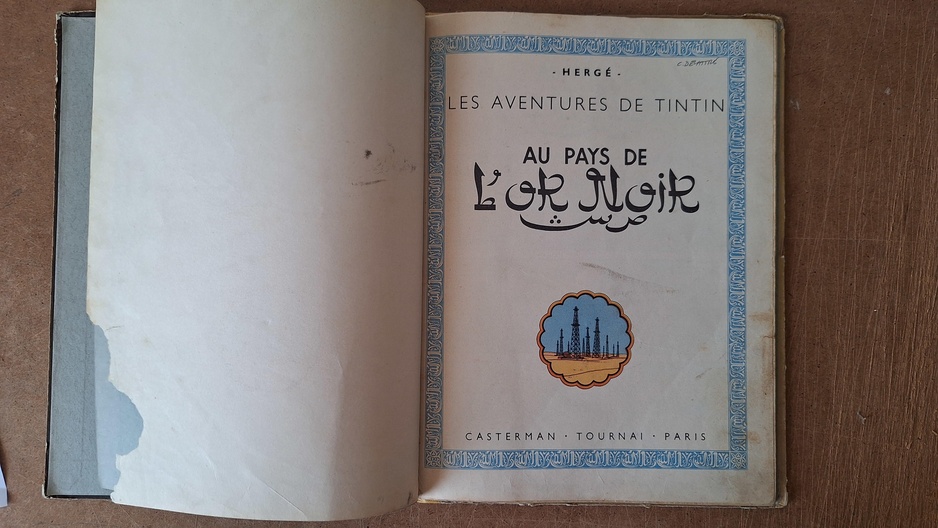 - HERGÉ -
LES AVENTURES DE TINTIN
AU PAYS DE
L'OR NOIR
CASTERMAN · TOURNAI · PARIS